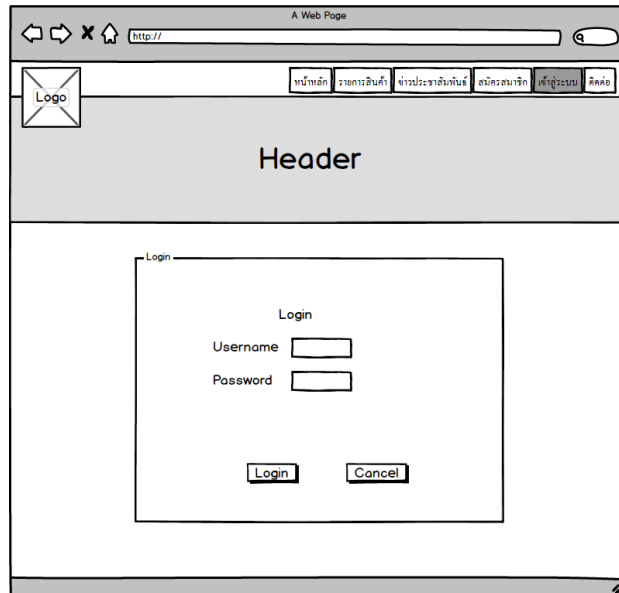 A Web Page
http://
Logo
หน้าหลัก รายการสินค้า ข่าวประชาสัมพันธ์ สมัครสมาชิก เข้าสู่ระบบ ติดต่อ
Header
Login
Login
Username
Password
Login Cancel